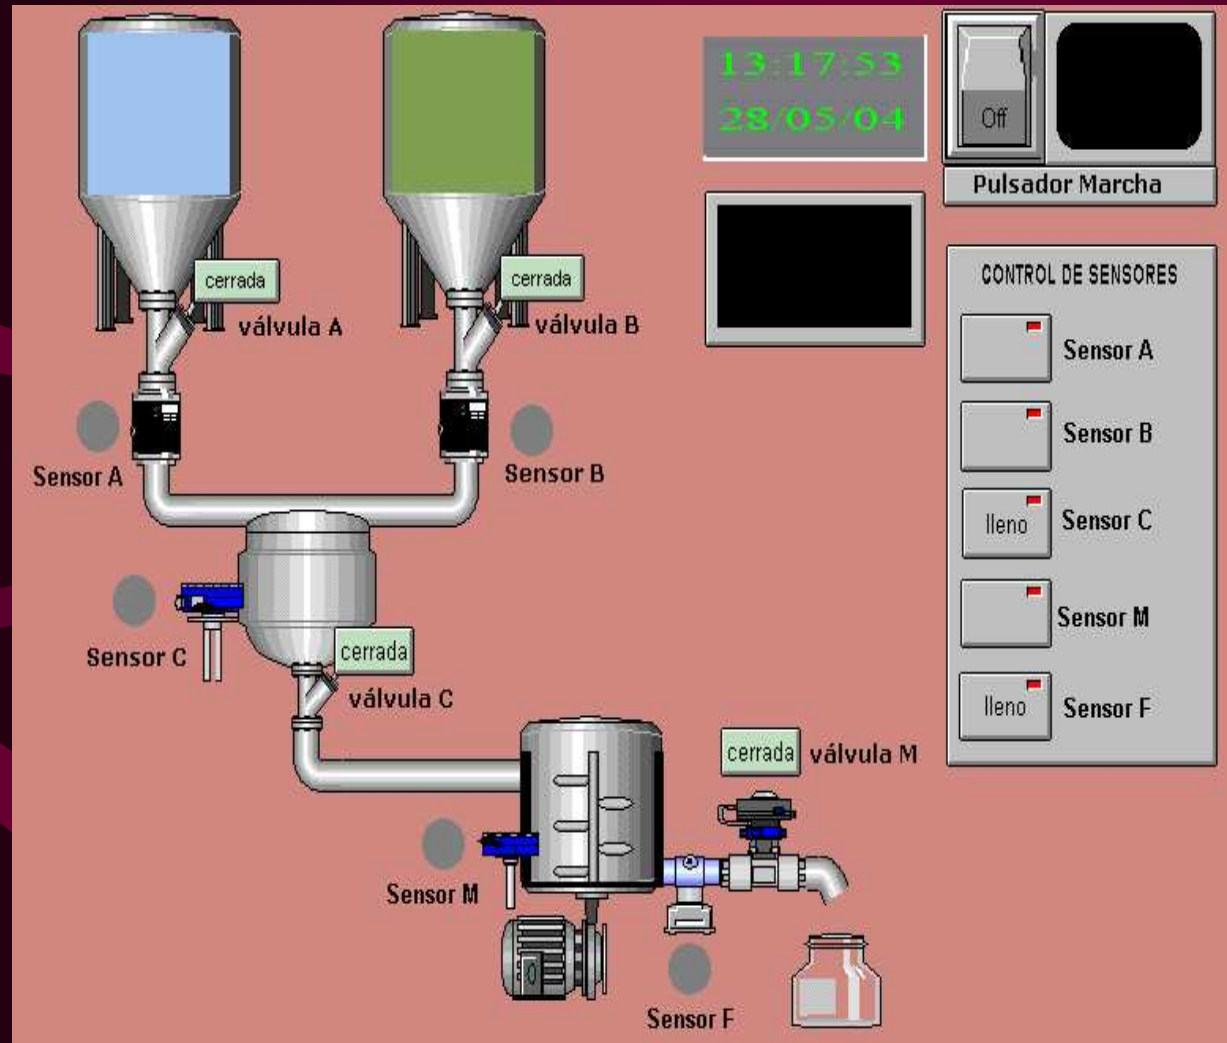 13:17:53
28/05/04
Off
Pulsador Marcha
cerrada
válvula A
cerrada
válvula B
Sensor A
Sensor B
Sensor C
cerrada
válvula C
cerrada
válvula M
Sensor M
Sensor F
CONTROL DE SENSORES
Sensor A
Sensor B
lleno
Sensor C
Sensor M
lleno
Sensor F